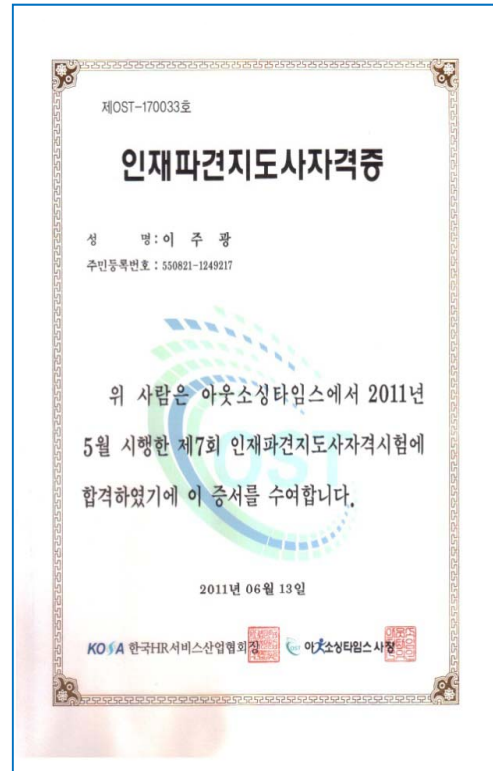 제OST-170033호
인재파견지도사자격증
성 명 : 이 주 광
주민등록번호 : 550821-1249217
위 사람은 아웃소싱타임스에서 2011년
5월 시행한 제7회 인재파견지도사자격시험에
합격하였기에 이 증서를 수여합니다.
OST
2011년 06월 13일
KOSA 한국HR서비스산업협회장 아웃소싱타임스 사장